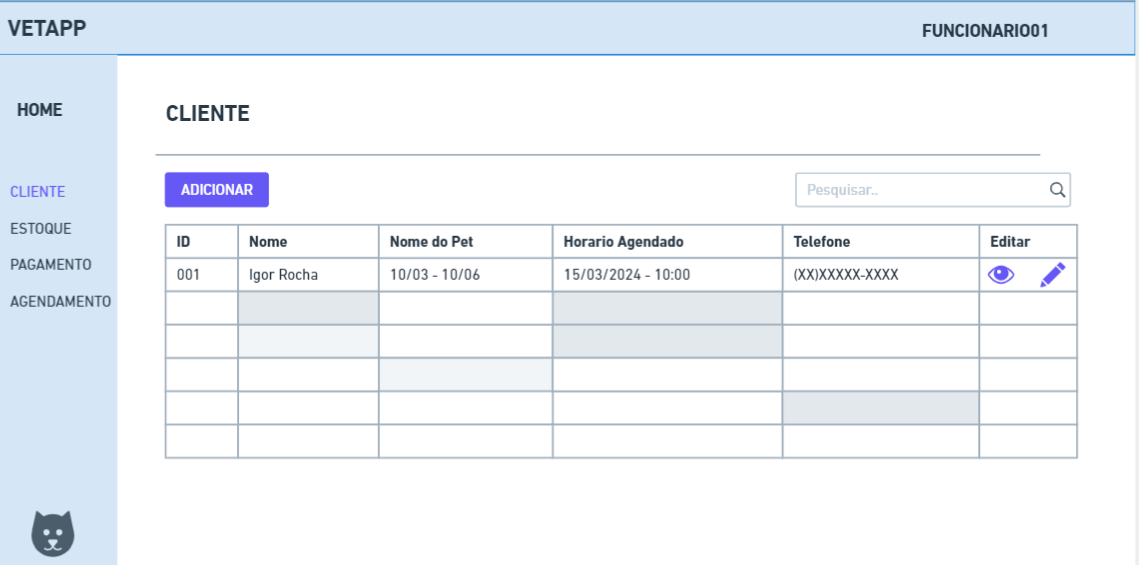 VETAPP
FUNCIONARIO01
HOME
CLIENTE
ESTOQUE
PAGAMENTO
AGENDAMENTO
CLIENTE
ADICIONAR
Pesquisar..
ID Nome Nome do Pet Horario Agendado Telefone Editar
001 Igor Rocha 10/03 - 10/06 15/03/2024 - 10:00 (XX)XXXXX-XXXX